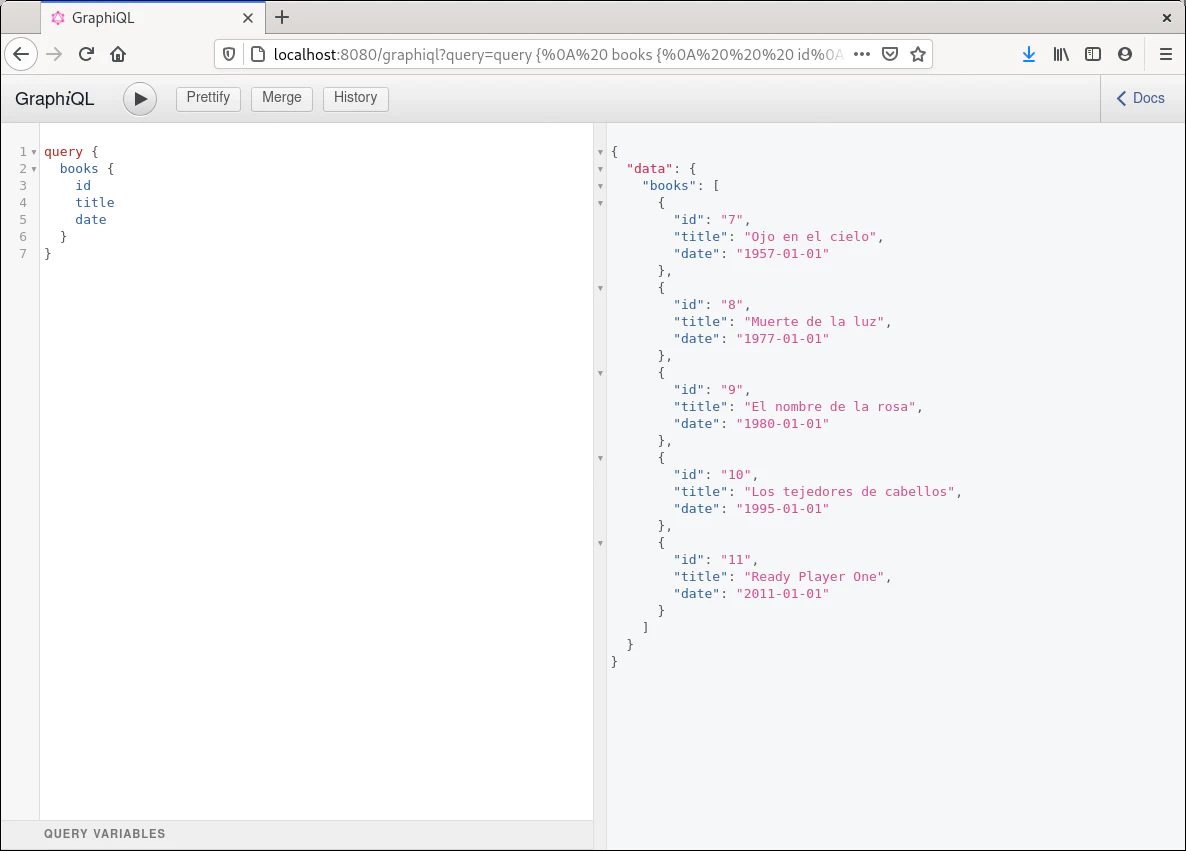 GraphiQL
localhost:8080/graphiql?query=query {%0A%20 books {%0A%20%20%20 id%0A
GraphiQL
Prettify
Merge
History
Docs
1 query {
2   books {
3     id
4     title
5     date
6   }
7 }
QUERY VARIABLES
{
  "data": {
    "books": [
      {
        "id": "7",
        "title": "Ojo en el cielo",
        "date": "1957-01-01"
      },
      {
        "id": "8",
        "title": "Muerte de la luz",
        "date": "1977-01-01"
      },
      {
        "id": "9",
        "title": "El nombre de la rosa",
        "date": "1980-01-01"
      },
      {
        "id": "10",
        "title": "Los tejedores de cabellos",
        "date": "1995-01-01"
      },
      {
        "id": "11",
        "title": "Ready Player One",
        "date": "2011-01-01"
      }
    ]
  }
}